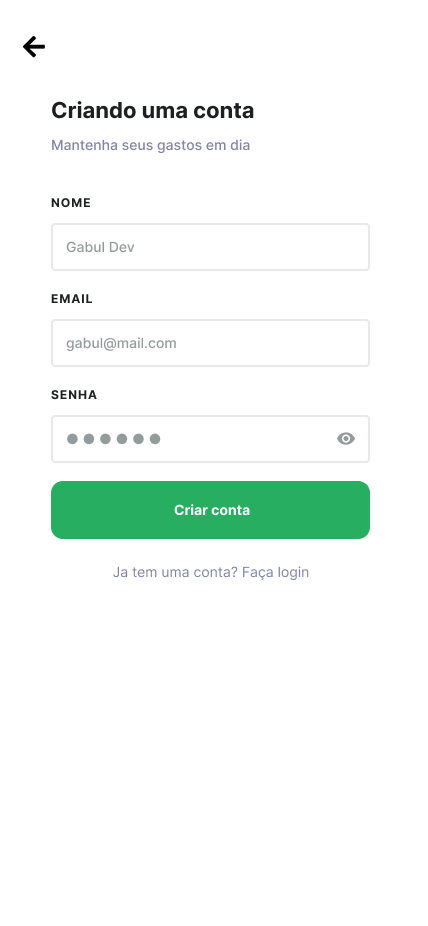 Criando uma conta
Mantenha seus gastos em dia
NOME
Gabul Dev
EMAIL
gabul@mail.com
SENHA
Criar conta
Ja tem uma conta? Faça login